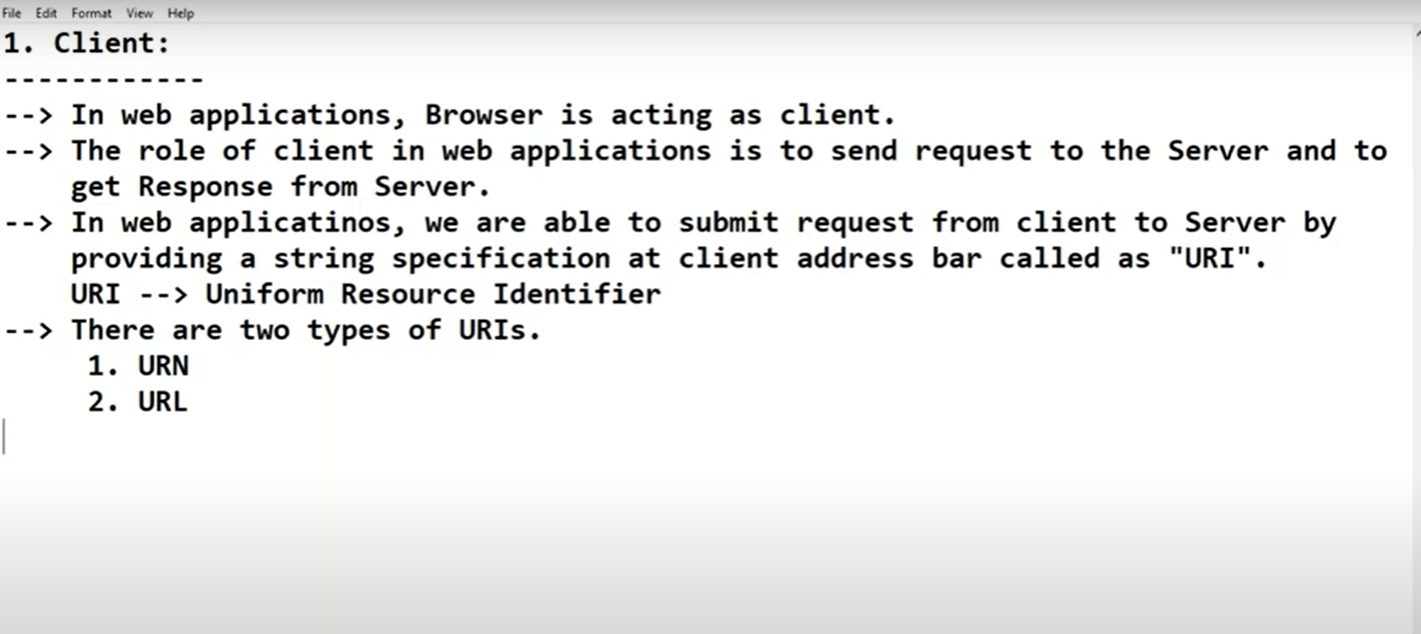 File Edit Format View Help
1. Client:
------------
--> In web applications, Browser is acting as client.
--> The role of client in web applications is to send request to the Server and to
get Response from Server.
--> In web applicatinos, we are able to submit request from client to Server by
providing a string specification at client address bar called as "URI".
URI --> Uniform Resource Identifier
--> There are two types of URIs.
1. URN
2. URL